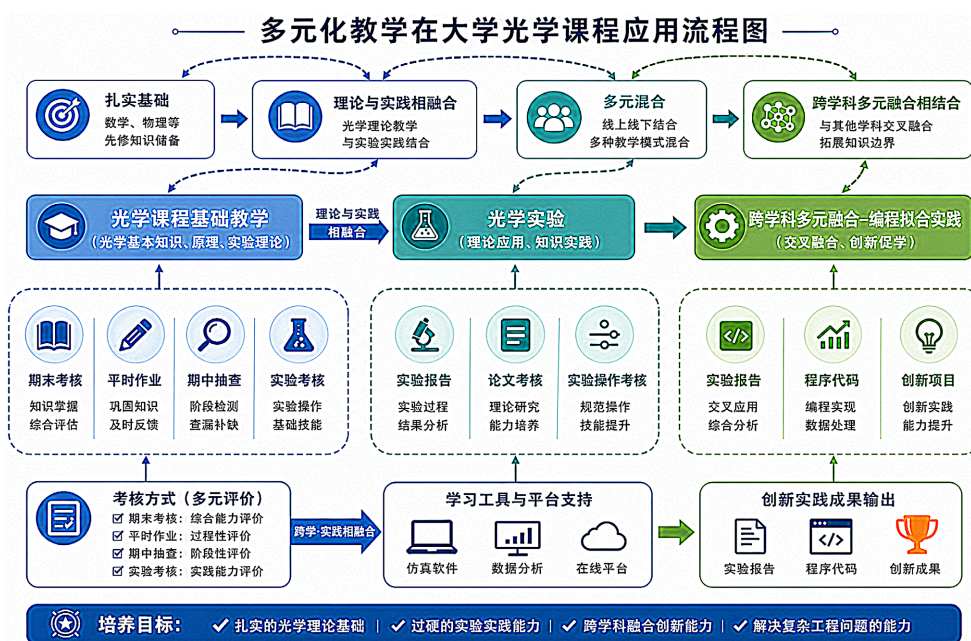 多元化教学在大学光学课程应用流程图
扎实基础
数学、物理等
先修知识储备
理论与实践相融合
光学理论教学
与实验实践结合
多元混合
线上线下结合
多种教学模式混合
跨学科多元融合相结合
与其他学科交叉融合
拓展知识边界
光学课程基础教学
(光学基本知识、原理、实验理论)
理论与实践
相融合
光学实验
(理论应用、知识实践)
跨学科多元融合–编程拟合实践
(交叉融合、创新促学)
期末考核
知识掌握
综合评估
平时作业
巩固知识
及时反馈
期中抽查
阶段检测
查漏补缺
实验考核
实验操作
基础技能
实验报告
实验过程
结果分析
论文考核
理论研究
能力培养
实验操作考核
规范操作
技能提升
实验报告
交叉应用
综合分析
程序代码
编程实现
数据处理
创新项目
创新实践
能力提升
考核方式（多元评价）
期末考核：综合能力评价
平时作业：过程性评价
期中抽查：阶段性评价
实验考核：实践能力评价
跨学·实践相融合
学习工具与平台支持
仿真软件
数据分析
在线平台
创新实践成果输出
实验报告
程序代码
创新成果
培养目标： ✓ 扎实的光学理论基础 | ✓ 过硬的实验实践能力 | ✓ 跨学科融合创新能力 | ✓ 解决复杂工程问题的能力